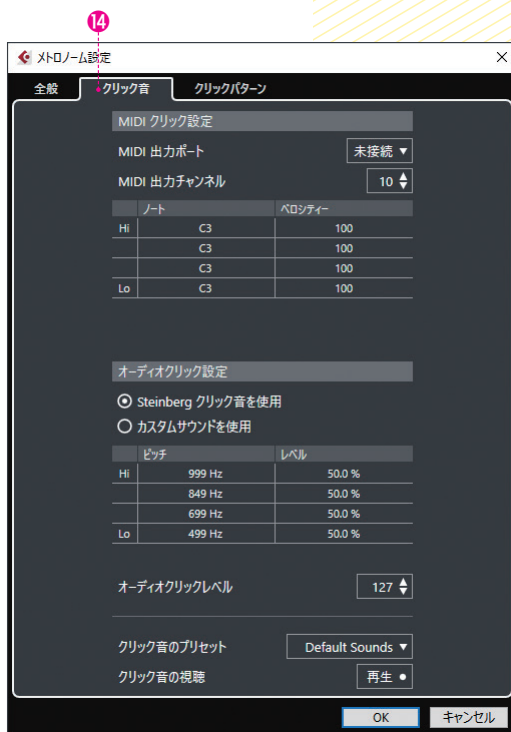 ⓮
メトロノーム設定
全般 クリック音 クリックパターン
MIDI クリック設定
MIDI 出力ポート 未接続
MIDI 出力チャンネル 10
ノート ベロシティー
Hi C3 100
C3 100
C3 100
Lo C3 100
オーディオクリック設定
Steinberg クリック音を使用
カスタムサウンドを使用
ピッチ レベル
Hi 999 Hz 50.0 %
849 Hz 50.0 %
699 Hz 50.0 %
Lo 499 Hz 50.0 %
オーディオクリックレベル 127
クリック音のプリセット Default Sounds
クリック音の視聴 再生
OK キャンセル